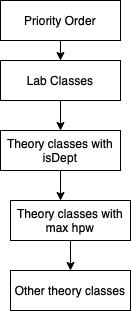 Priority Order
Lab Classes
Theory classes with
isDept
Theory classes with
max hpw
Other theory classes